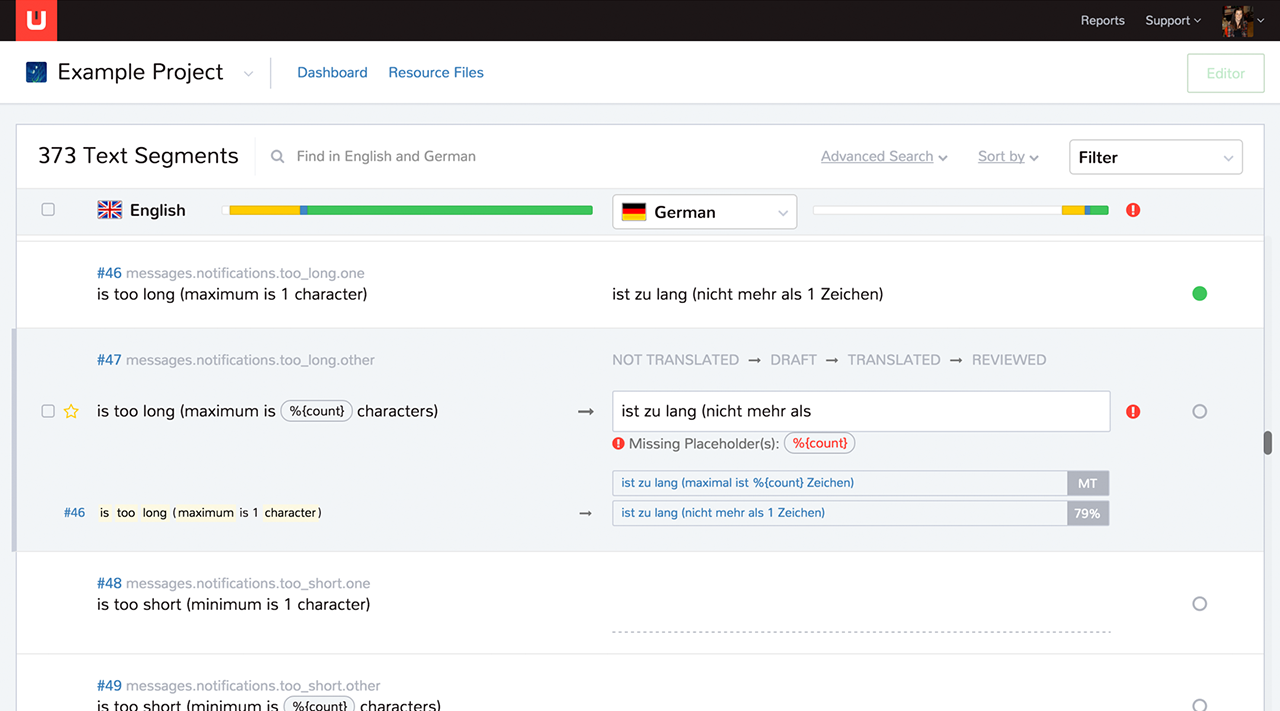 U
Reports Support
Example Project Dashboard Resource Files Editor
373 Text Segments Find in English and German Advanced Search Sort by Filter
English German
#46 messages.notifications.too_long.one
is too long (maximum is 1 character) ist zu lang (nicht mehr als 1 Zeichen)
#47 messages.notifications.too_long.other NOT TRANSLATED → DRAFT → TRANSLATED → REVIEWED
is too long (maximum is %{count} characters) → ist zu lang (nicht mehr als
Missing Placeholder(s): %{count}
ist zu lang (maximal ist %{count} Zeichen) MT
#46 is too long (maximum is 1 character) → ist zu lang (nicht mehr als 1 Zeichen) 79%
#48 messages.notifications.too_short.one
is too short (minimum is 1 character)
#49 messages.notifications.too_short.other
is too short (minimum is %{count} characters)